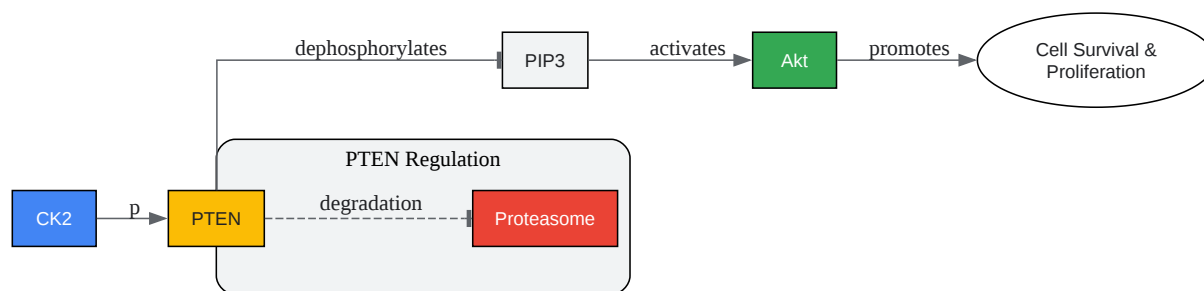 dephosphorylates
PIP3
activates
Akt
promotes
Cell Survival &
Proliferation
PTEN Regulation
CK2
p
PTEN
degradation
Proteasome